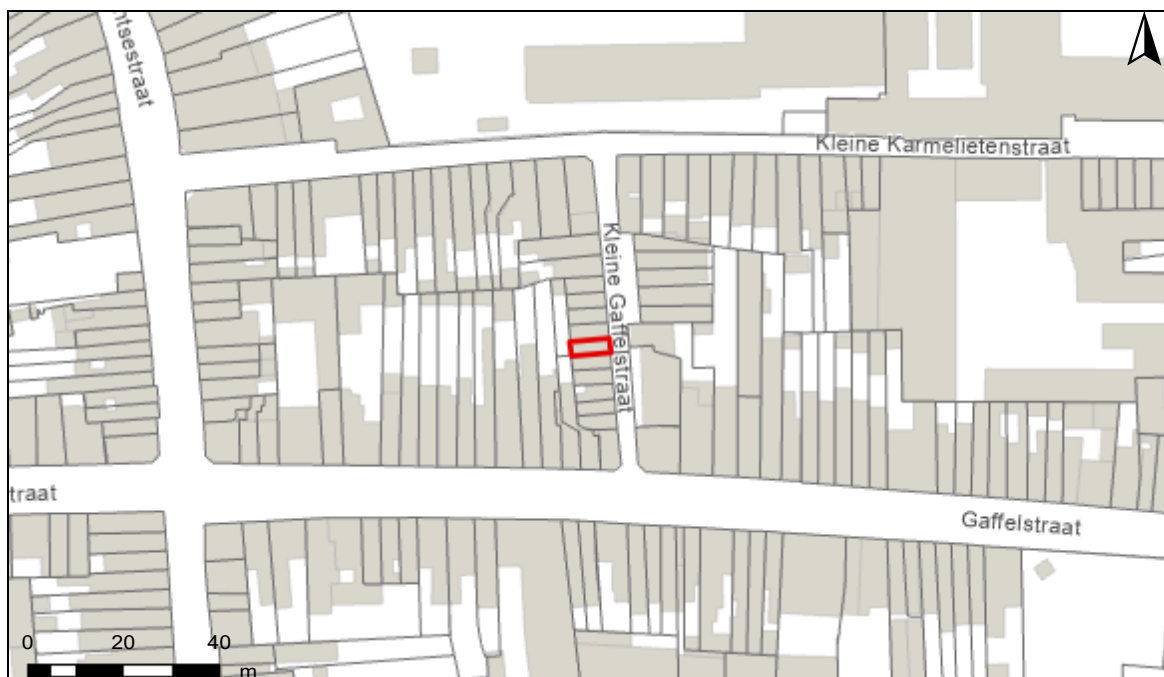 ntsestraat
Kleine Karmelietenstraat
Kleine Gaffelstraat
traat
Gaffelstraat
0 20 40
m